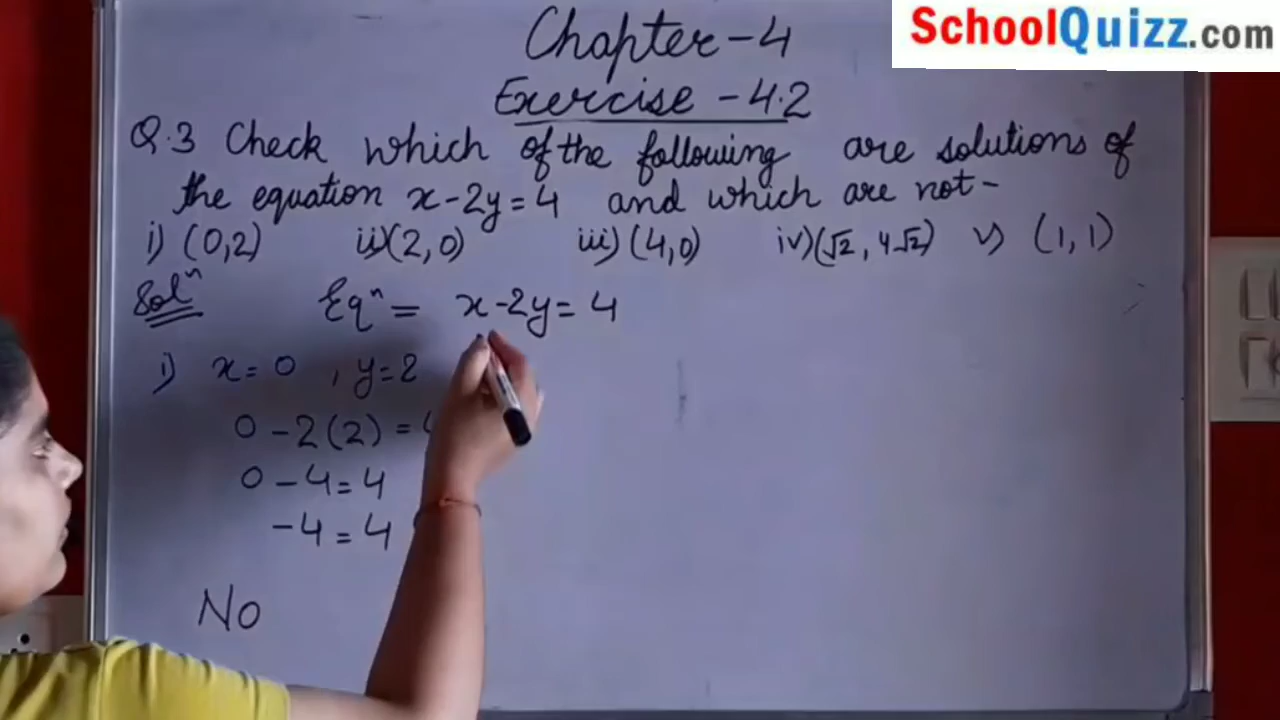 SchoolQuizz.com
Chapter-4
Exercise - 4.2
Q.3 Check which of the following are solutions of
the equation x-2y=4 and which are not-
i) (0,2) ii) (2,0) iii) (4,0) iv) (√2, 4√2) v) (1,1)
Solⁿ Eqⁿ = x-2y=4
i) x=0, y=2
0-2(2)=
0-4=4
-4=4
No